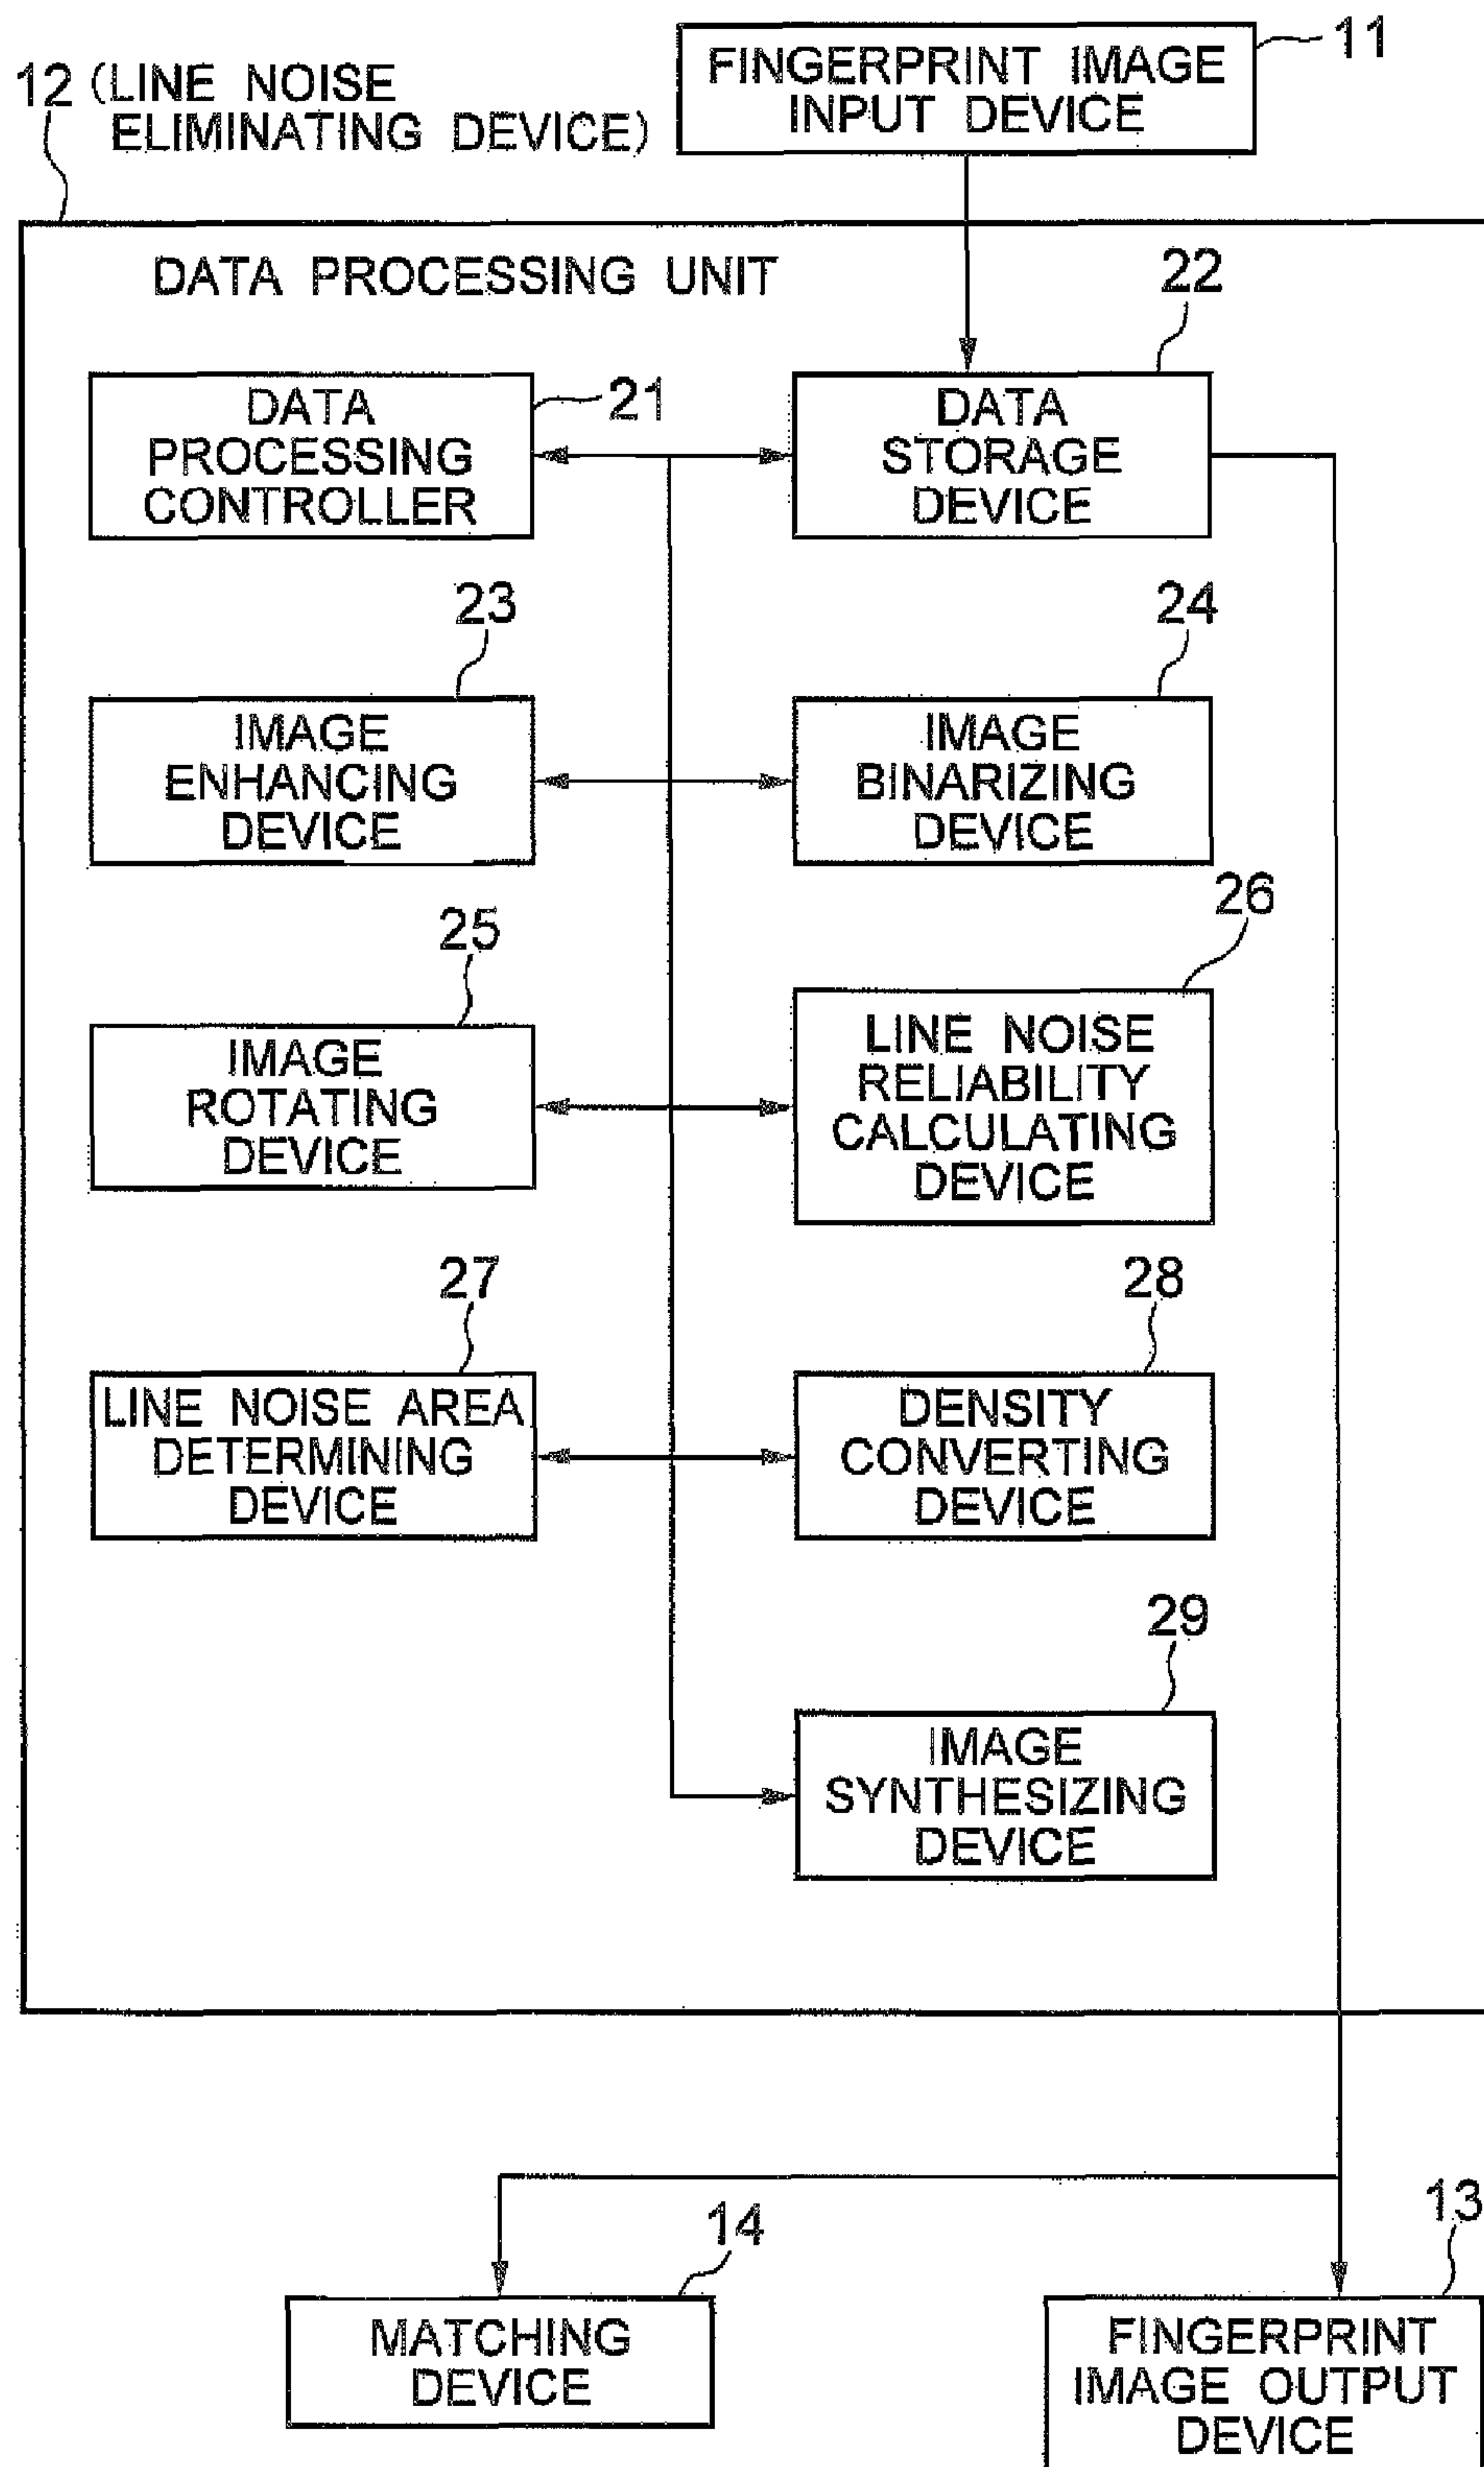 FINGERPRINT IMAGE
INPUT DEVICE
11
12 (LINE NOISE
ELIMINATING DEVICE)
DATA PROCESSING UNIT
22
DATA
PROCESSING
CONTROLLER
21
DATA
STORAGE
DEVICE
23
24
IMAGE
ENHANCING
DEVICE
IMAGE
BINARIZING
DEVICE
25
26
IMAGE
ROTATING
DEVICE
LINE NOISE
RELIABILITY
CALCULATING
DEVICE
27
28
LINE NOISE AREA
DETERMINING
DEVICE
DENSITY
CONVERTING
DEVICE
29
IMAGE
SYNTHESIZING
DEVICE
14
13
MATCHING
DEVICE
FINGERPRINT
IMAGE OUTPUT
DEVICE